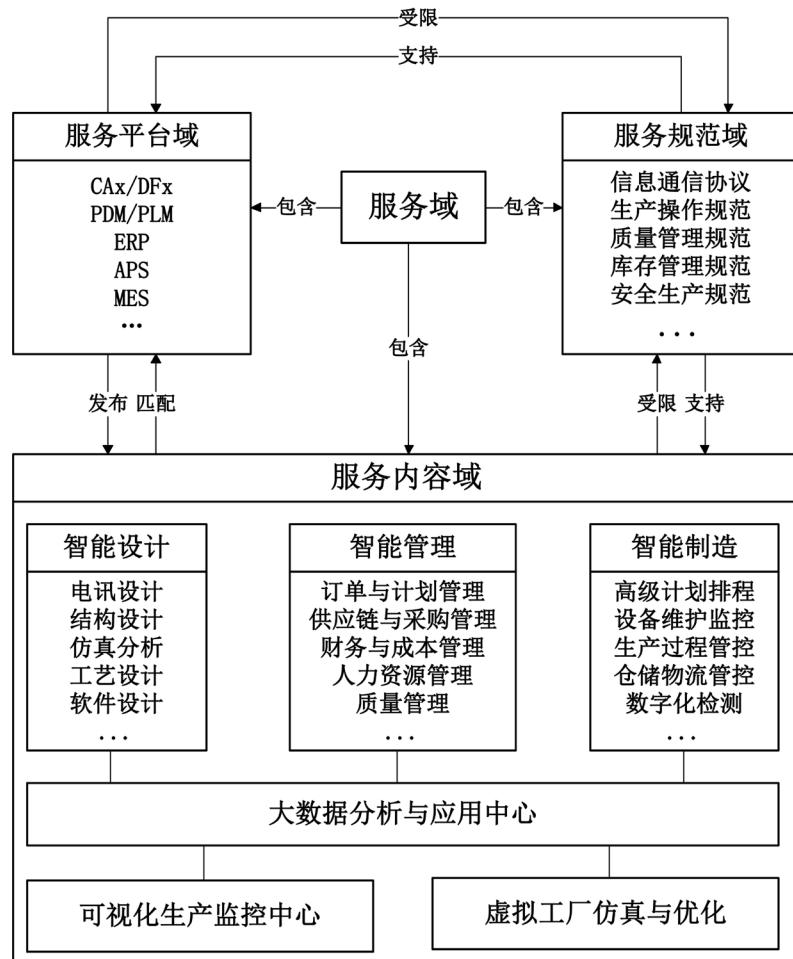 受限
支持
服务平台域
CAx/DFx
PDM/PLM
ERP
APS
MES
...
包含
服务域
包含
服务规范域
信息通信协议
生产操作规范
质量管理规范
库存管理规范
安全生产规范
...
包含
发布
匹配
受限
支持
服务内容域
智能设计
电讯设计
结构设计
仿真分析
工艺设计
软件设计
...
智能管理
订单与计划管理
供应链与采购管理
财务与成本管理
人力资源管理
质量管理
...
智能制造
高级计划排程
设备维护监控
生产过程管控
仓储物流管控
数字化检测
...
大数据分析与应用中心
可视化生产监控中心
虚拟工厂仿真与优化